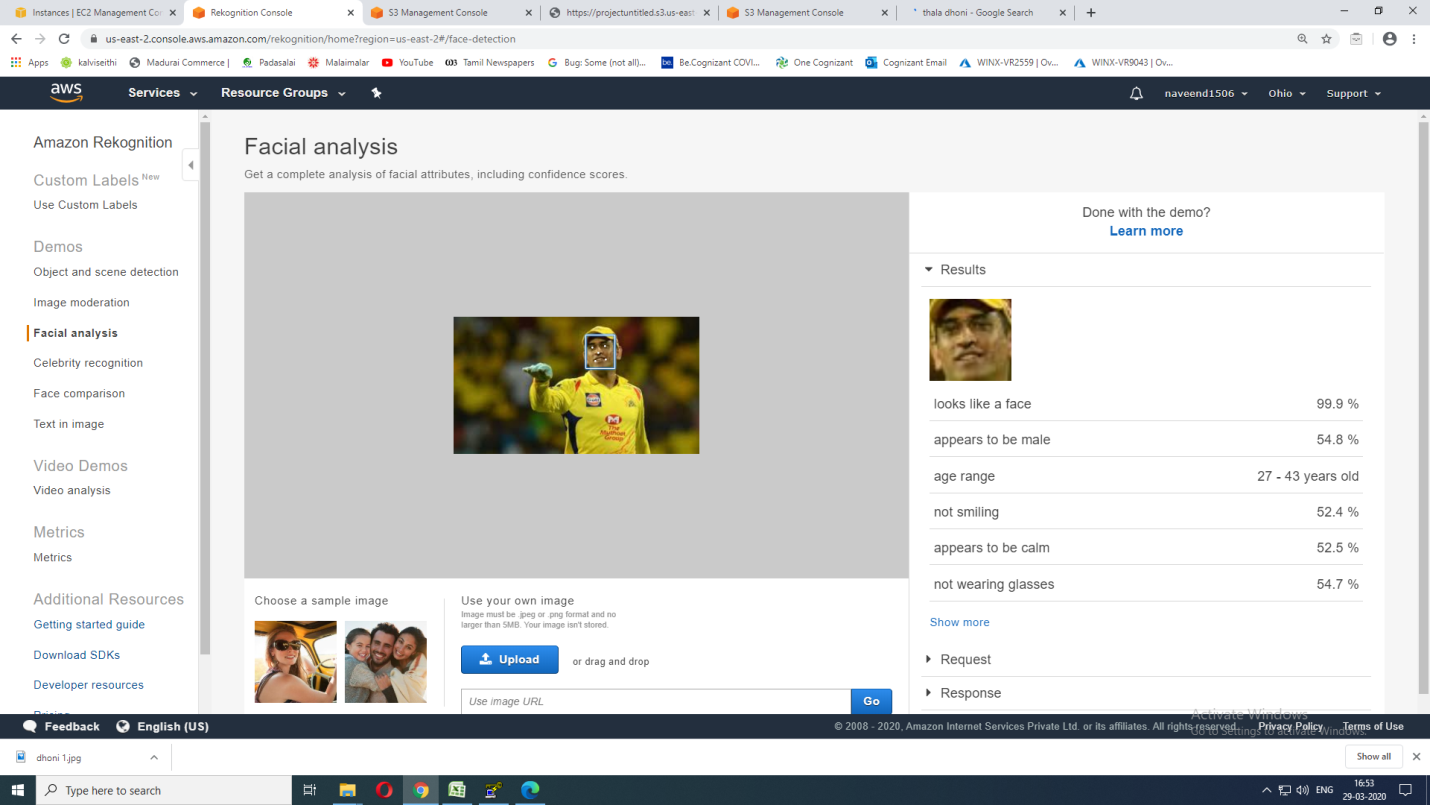 Instances | EC2 Management Cor
Rekognition Console
S3 Management Console
https://projectuntitled.s3.us-east-
S3 Management Console
thala dhoni - Google Search
us-east-2.console.aws.amazon.com/rekognition/home?region=us-east-2#/face-detection
Apps kalviseithi Madurai Commerce | Padasalai Malaimalar YouTube Tamil Newspapers Bug: Some (not all)... Be.Cognizant COVI... One Cognizant Cognizant Email WINX-VR2559 | Ov... WINX-VR9043 | Ov...
aws Services Resource Groups naveend1506 Ohio Support
Amazon Rekognition
Custom Labels New
Use Custom Labels
Demos
Object and scene detection
Image moderation
Facial analysis
Celebrity recognition
Face comparison
Text in image
Video Demos
Video analysis
Metrics
Metrics
Additional Resources
Getting started guide
Download SDKs
Developer resources
Pricing
Facial analysis
Get a complete analysis of facial attributes, including confidence scores.
The
Muthoot
Group
Choose a sample image
Use your own image
Image must be .jpeg or .png format and no
larger than 5MB. Your image isn't stored.
Upload or drag and drop
Use image URL Go
Done with the demo?
Learn more
Results
looks like a face 99.9 %
appears to be male 54.8 %
age range 27 - 43 years old
not smiling 52.4 %
appears to be calm 52.5 %
not wearing glasses 54.7 %
Show more
Request
Response
Activate Windows
Go to Settings to activate Windows.
Feedback English (US) © 2008 - 2020, Amazon Internet Services Private Ltd. or its affiliates. All rights reserved. Privacy Policy Terms of Use
dhoni 1.jpg Show all
Type here to search ENG 16:53
29-03-2020